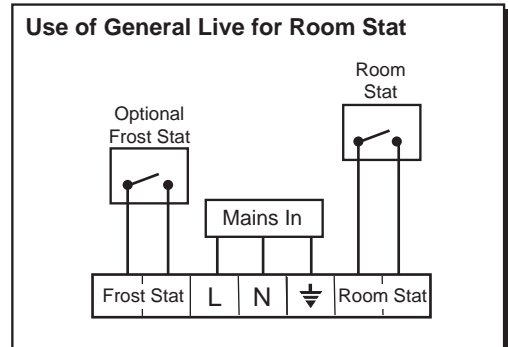 Use of General Live for Room Stat
Room
Stat
Optional
Frost Stat
Mains In
Frost Stat L N Room Stat